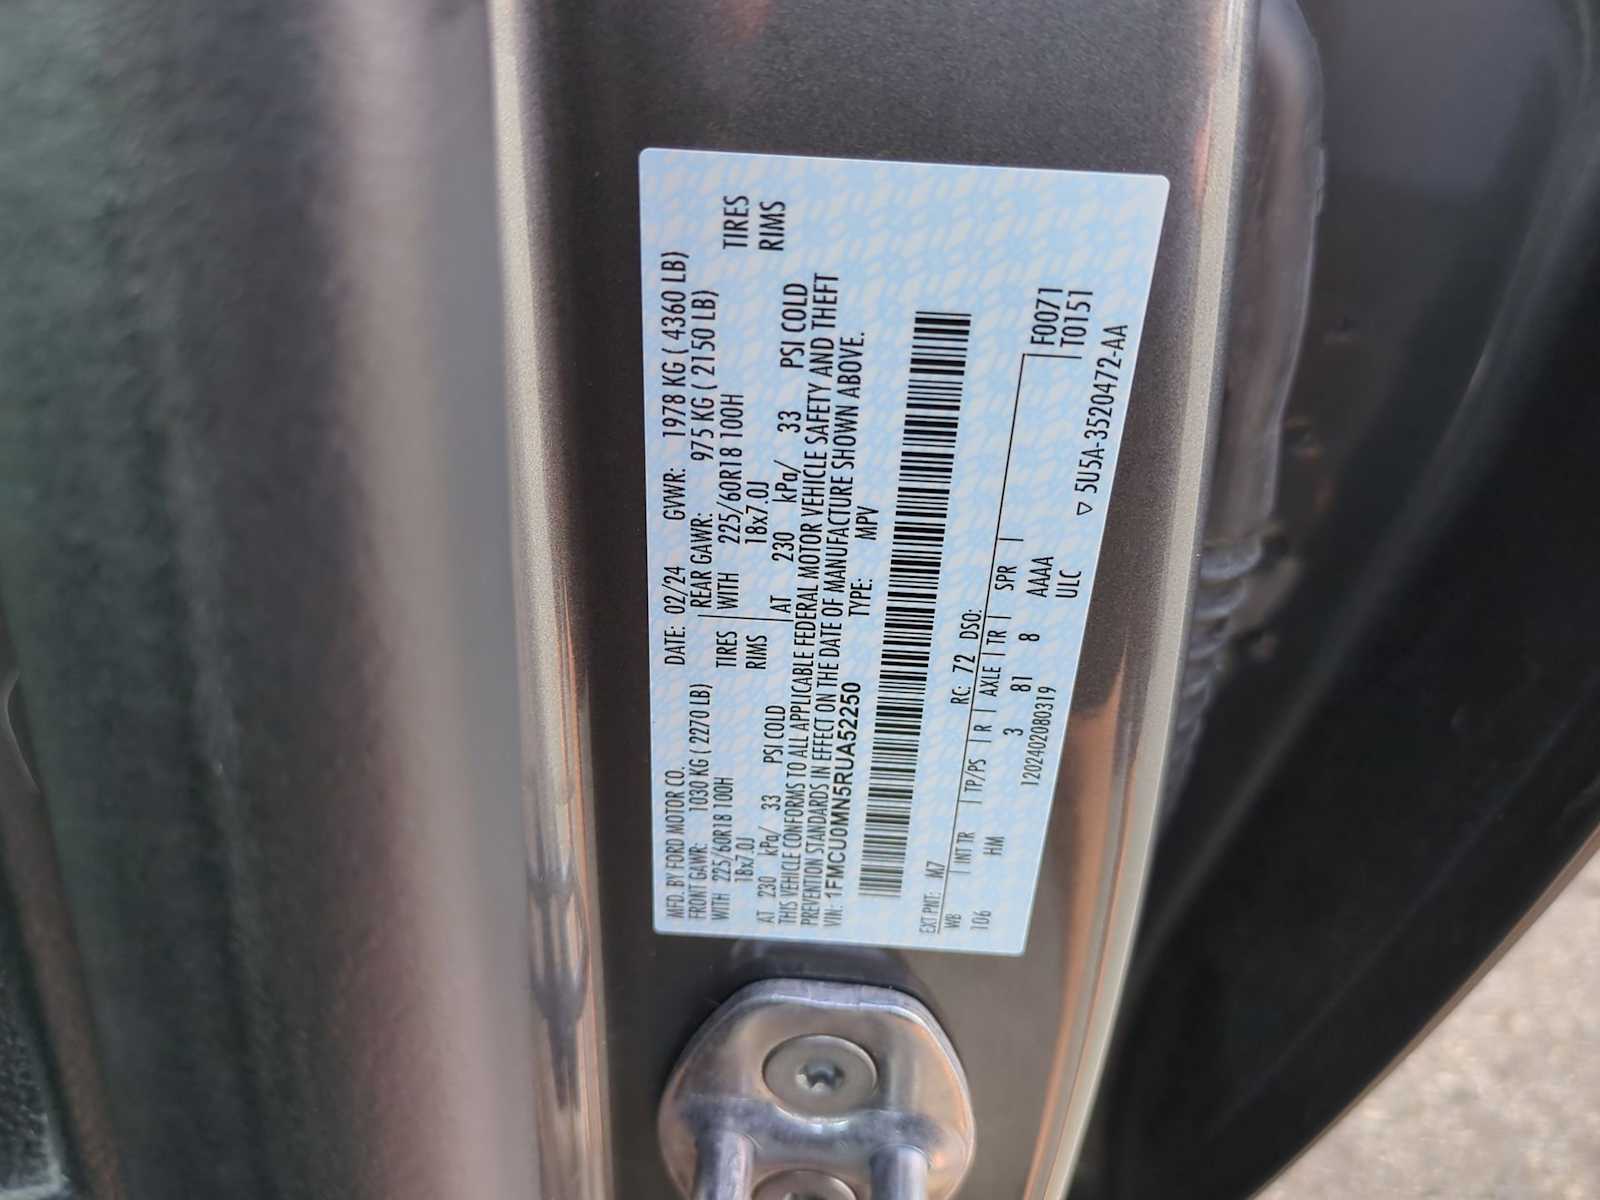 MFD. BY FORD MOTOR CO. DATE: 02/24 GVWR: 1978 KG ( 4360 LB)
FRONT GAWR: 1030 KG ( 2270 LB) REAR GAWR: 975 KG ( 2150 LB)
WITH 225/60R18 100H TIRES WITH 225/60R18 100H TIRES
18x7.0J RIMS 18x7.0J RIMS
AT 230 kPa/ 33 PSI COLD AT 230 kPa/ 33 PSI COLD
THIS VEHICLE CONFORMS TO ALL APPLICABLE FEDERAL MOTOR VEHICLE SAFETY AND THEFT
PREVENTION STANDARDS IN EFFECT ON THE DATE OF MANUFACTURE SHOWN ABOVE.
VIN: 1FMCU0MN5RUA52250 TYPE: MPV
EXT PNT: M7 RC: 72 DSO:
WB INT TR TP/PS R AXLE TR SPR F0071
106 HM 3 81 8 AAAA T0151
1202402080319 ULC
▽ 5U5A-3520472-AA